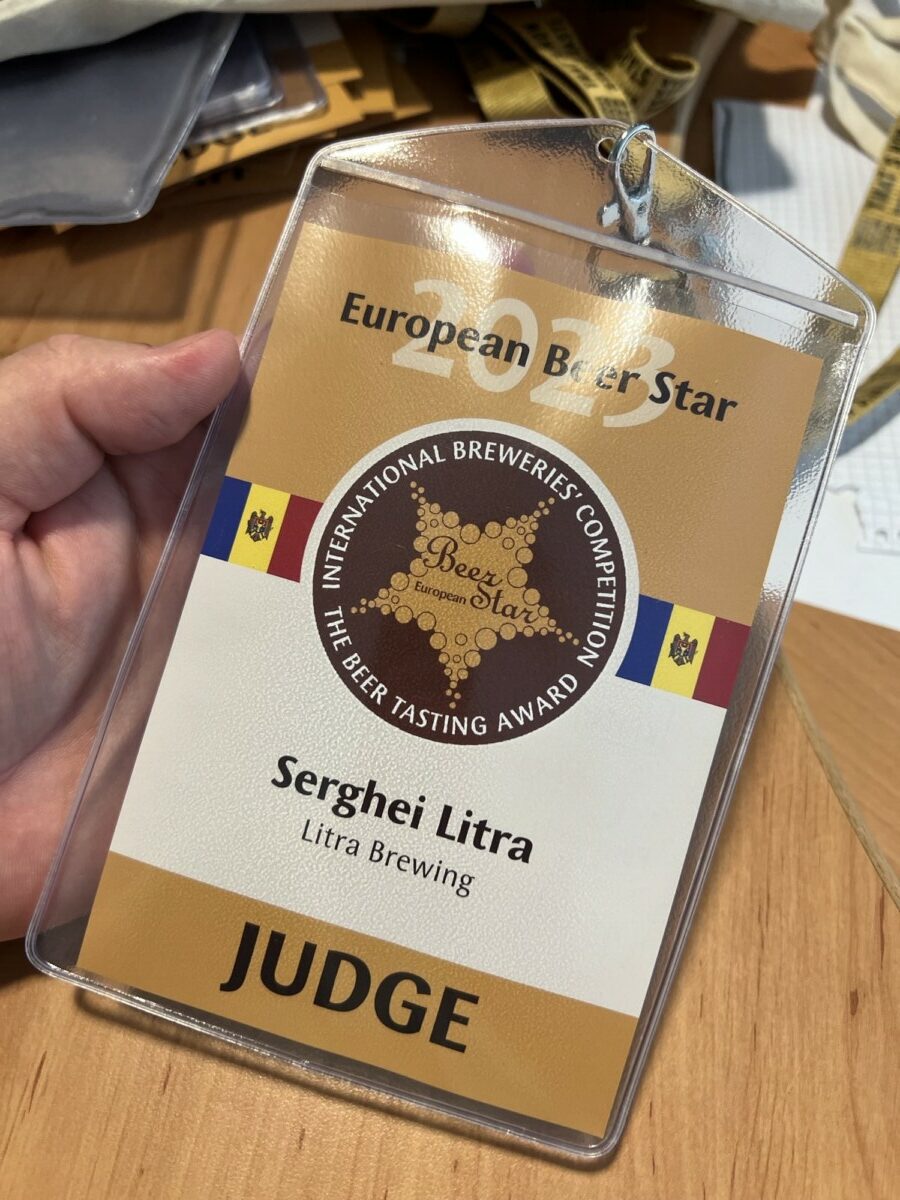 2023
European Beer Star
INTERNATIONAL BREWERIES' COMPETITION
Beer
European Star
THE BEER TASTING AWARD
Serghei Litra
Litra Brewing
JUDGE